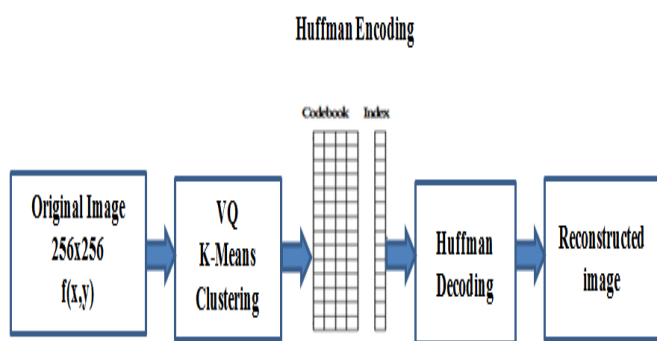 Huffman Encoding
Codebook Index
Original Image
256x256
f(x,y)
VQ
K-Means
Clustering
Huffman
Decoding
Reconstructed
image